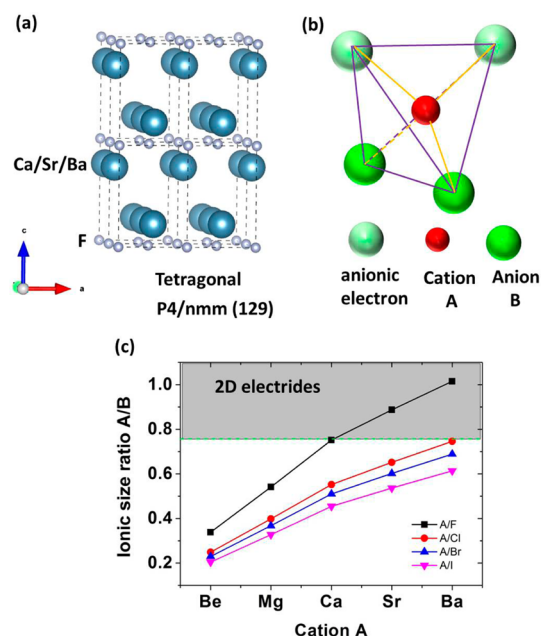 (a)
Ca/Sr/Ba
F
c
a
Tetragonal
P4/nmm (129)
(b)
anionic
electron
Cation
A
Anion
B
(c)
2D electrides
Ionic size ratio A/B
1.0
0.8
0.6
0.4
0.2
A/F
A/Cl
A/Br
A/I
Be Mg Ca Sr Ba
Cation A